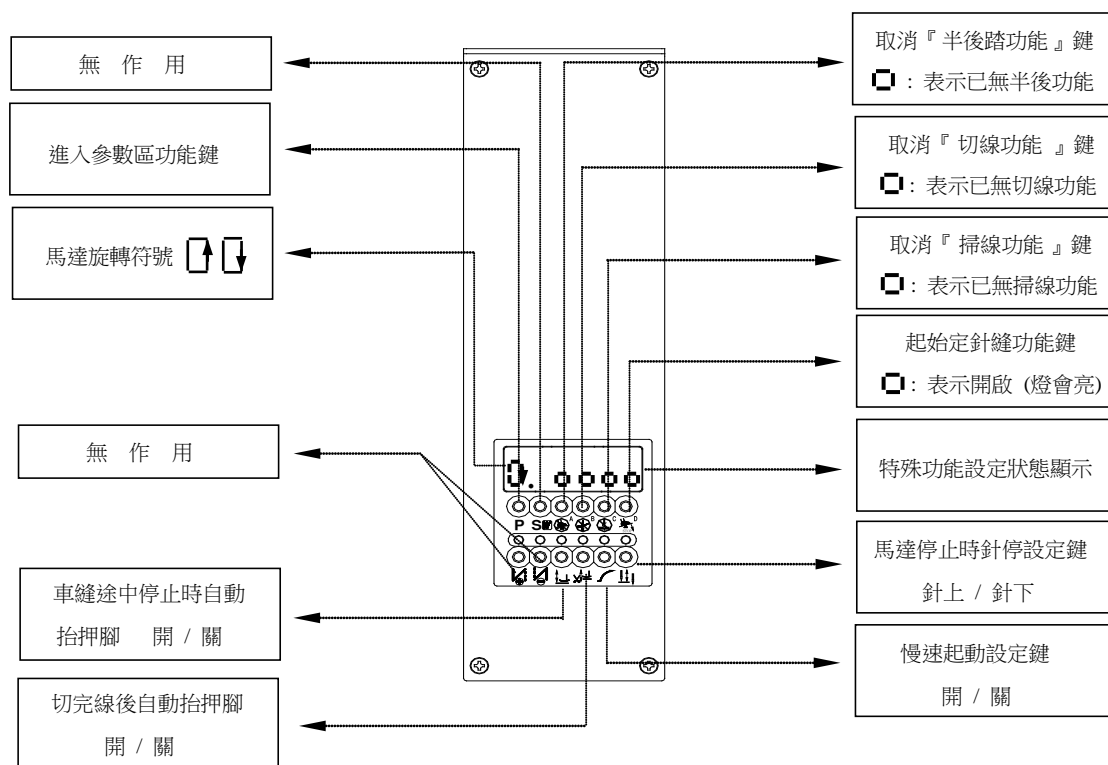 無 作 用
進入參數區功能鍵
馬達旋轉符號
無 作 用
車縫途中停止時自動
抬押腳 開 / 關
切完線後自動抬押腳
開 / 關
P S
A B C D
取消『 半後踏功能 』鍵
: 表示已無半後功能
取消『 切線功能 』鍵
: 表示已無切線功能
取消『 掃線功能 』鍵
: 表示已無掃線功能
起始定針縫功能鍵
: 表示開啟 (燈會亮)
特殊功能設定狀態顯示
馬達停止時針停設定鍵
針上 / 針下
慢速起動設定鍵
開 / 關